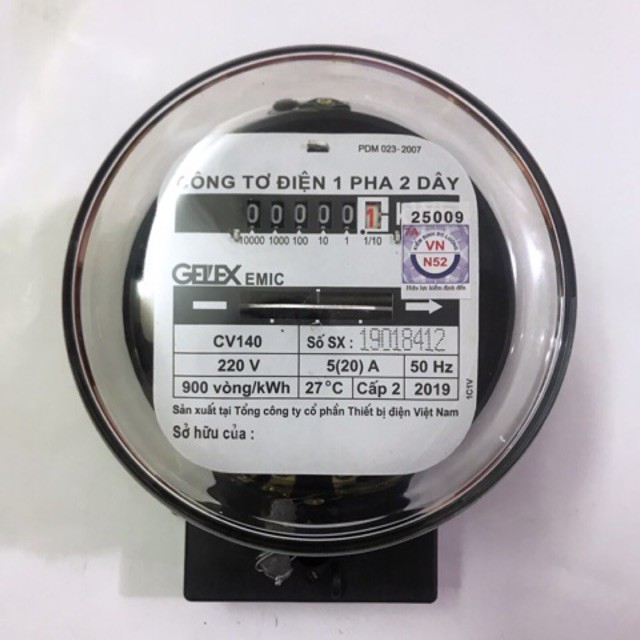 PDM 023-2007
CÔNG TƠ ĐIỆN 1 PHA 2 DÂY
0 0 0 0 0 1
10000 1000 100 10 1 1/10
25009
VN
N52
GELEX EMIC
CV140 Số SX : 19018412
220 V 5(20) A 50 Hz
900 vòng/kWh 27°C Cấp 2 2019
1C1V
Sản xuất tại Tổng công ty cổ phần Thiết bị điện Việt Nam
Sở hữu của :